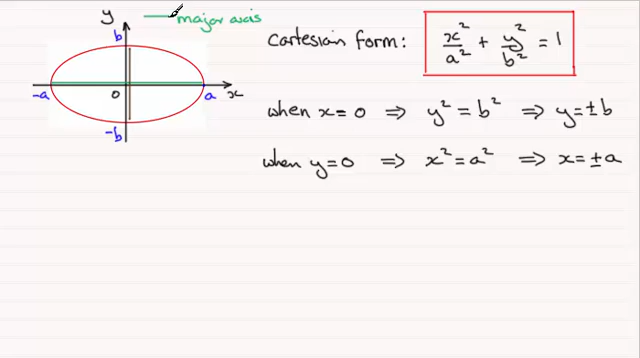 y
major axis
b
-a
0
a
x
-b
Cartesian form: x²/a² + y²/b² = 1
when x=0 ⇒ y² = b² ⇒ y=±b
when y=0 ⇒ x² = a² ⇒ x=±a